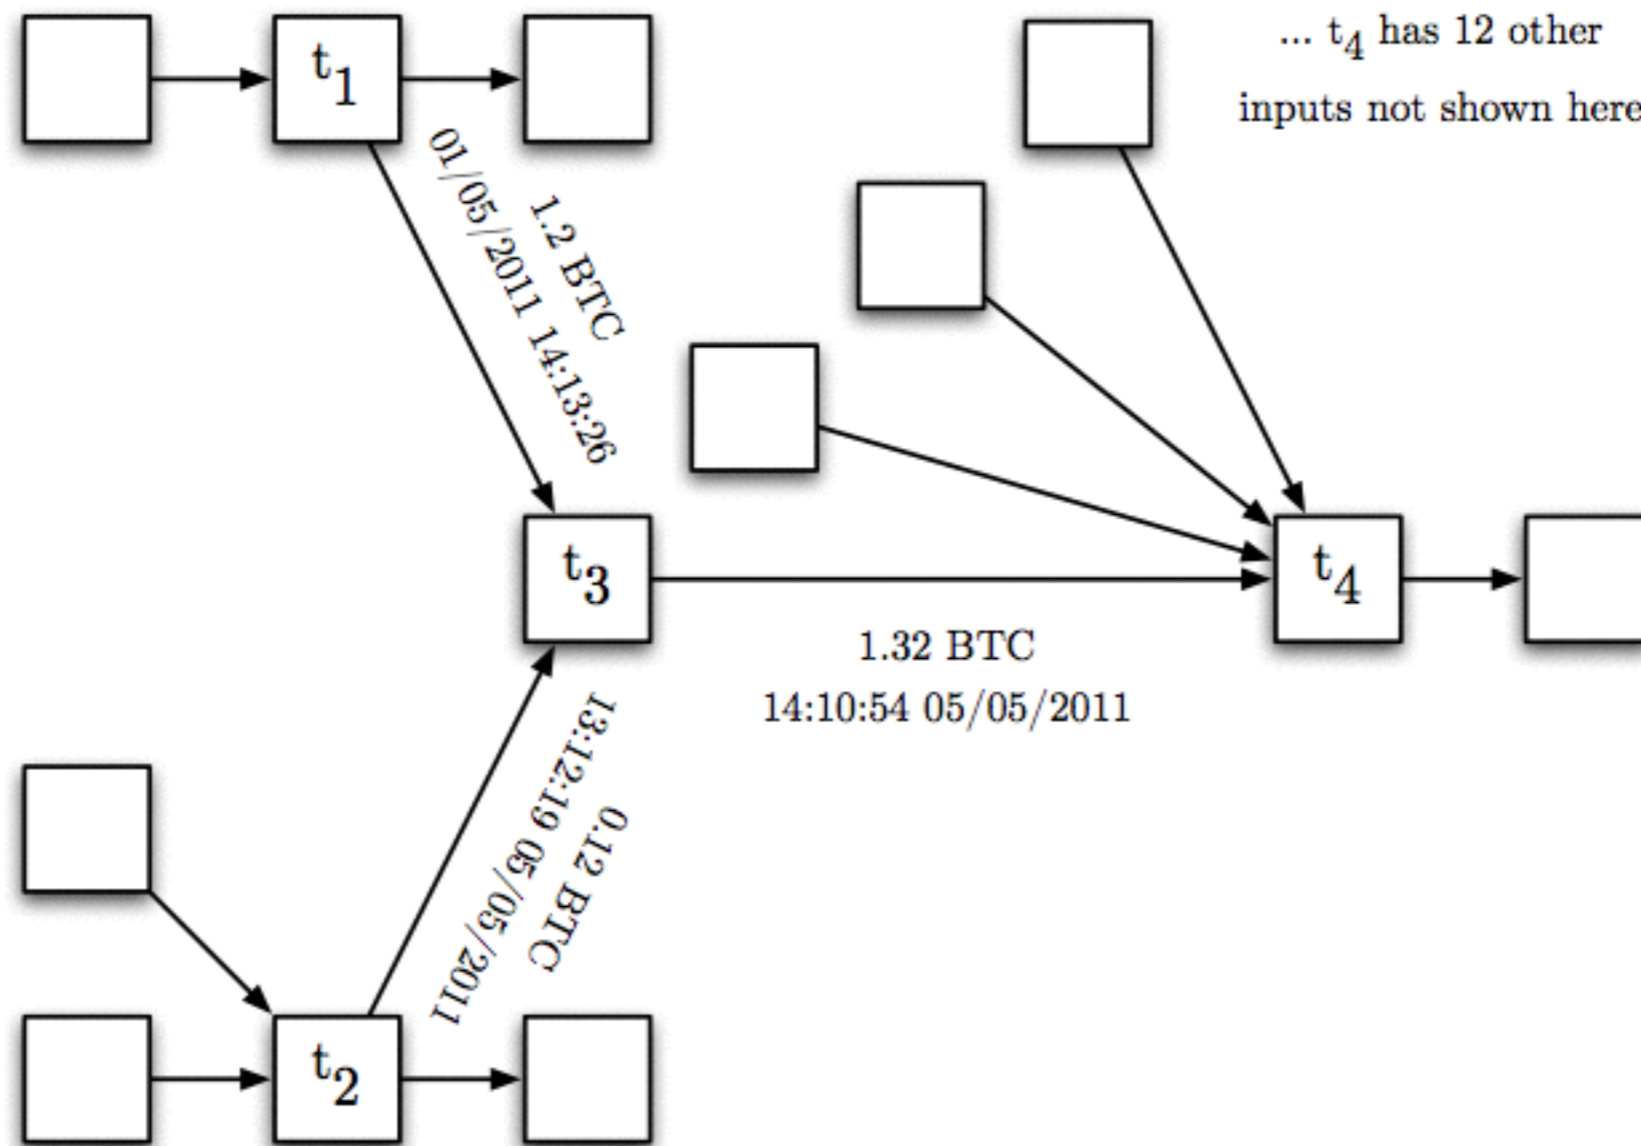 t1
... t4 has 12 other
inputs not shown here
1.2 BTC
01/05/2011 14:13:26
t3
t4
1.32 BTC
14:10:54 05/05/2011
13:12:19 05/05/2011
0.12 BTC
t2